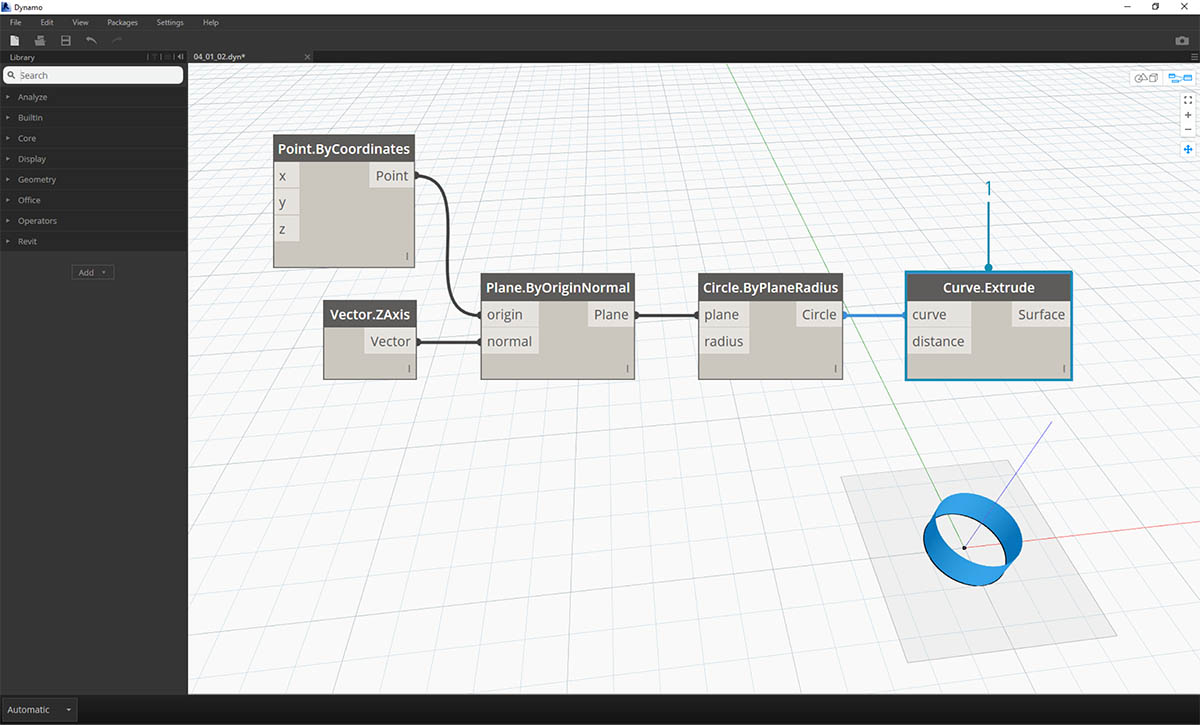 Dynamo
File Edit View Packages Settings Help
Library
04_01_02.dyn*
Search
Analyze
BuiltIn
Core
Display
Geometry
Office
Operators
Revit
Add
Point.ByCoordinates
x Point
y
z
l
Vector.ZAxis
Vector
l
Plane.ByOriginNormal
origin Plane
normal
l
Circle.ByPlaneRadius
plane Circle
radius
l
1
Curve.Extrude
curve Surface
distance
l
Automatic